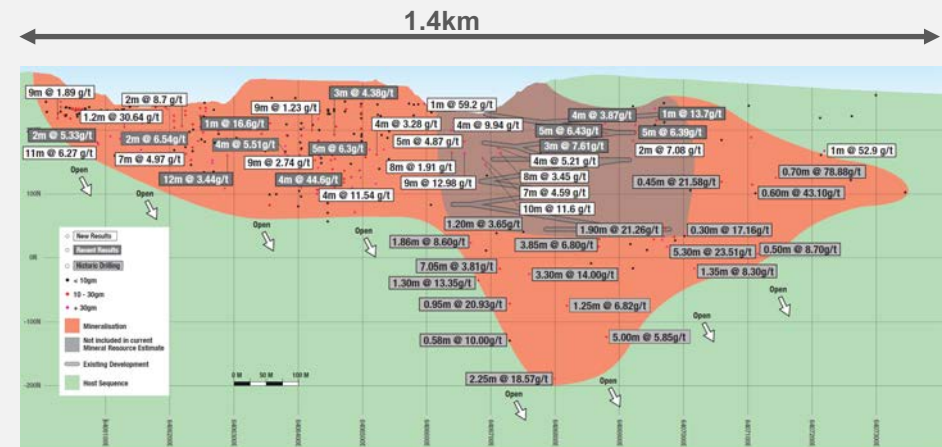 1.4km
9m @ 1.89 g/t
2m @ 8.7 g/t
3m @ 4.38g/t
1.2m @ 30.64 g/t
9m @ 1.23 g/t
1m @ 59.2 g/t
4m @ 3.87g/t
1m @ 13.7g/t
1m @ 16.6g/t
4m @ 3.28 g/t
4m @ 9.94 g/t
5m @ 6.43g/t
5m @ 6.39g/t
2m @ 5.33g/t
2m @ 6.54g/t
4m @ 5.51g/t
5m @ 6.3g/t
5m @ 4.87 g/t
3m @ 7.61g/t
2m @ 7.08 g/t
1m @ 52.9 g/t
11m @ 6.27 g/t
7m @ 4.97 g/t
9m @ 2.74 g/t
8m @ 1.91 g/t
4m @ 5.21 g/t
0.70m @ 78.88g/t
Open
12m @ 3.44g/t
4m @ 44.6g/t
9m @ 12.98 g/t
8m @ 3.45 g/t
0.45m @ 21.58g/t
0.60m @ 43.10g/t
Open
4m @ 11.54 g/t
7m @ 4.59 g/t
100N
10m @ 11.6 g/t
Open
Open
1.20m @ 3.65g/t
1.90m @ 21.26g/t
0.30m @ 17.16g/t
New Results
Recent Results
Historic Drilling
< 10gm
10 - 30gm
+ 30gm
Mineralisation
Not included in current
Mineral Resource Estimate
Existing Development
Host Sequence
1.86m @ 8.60g/t
3.85m @ 6.80g/t
5.30m @ 23.51g/t
0.50m @ 8.70g/t
0N
7.05m @ 3.81g/t
3.30m @ 14.00g/t
1.35m @ 8.30g/t
1.30m @ 13.35g/t
Open
0.95m @ 20.93g/t
1.25m @ 6.82g/t
Open
-100N
0.58m @ 10.00g/t
5.00m @ 5.85g/t
0 M 50 M 100 M
2.25m @ 18.57g/t
-200N
Open
Open